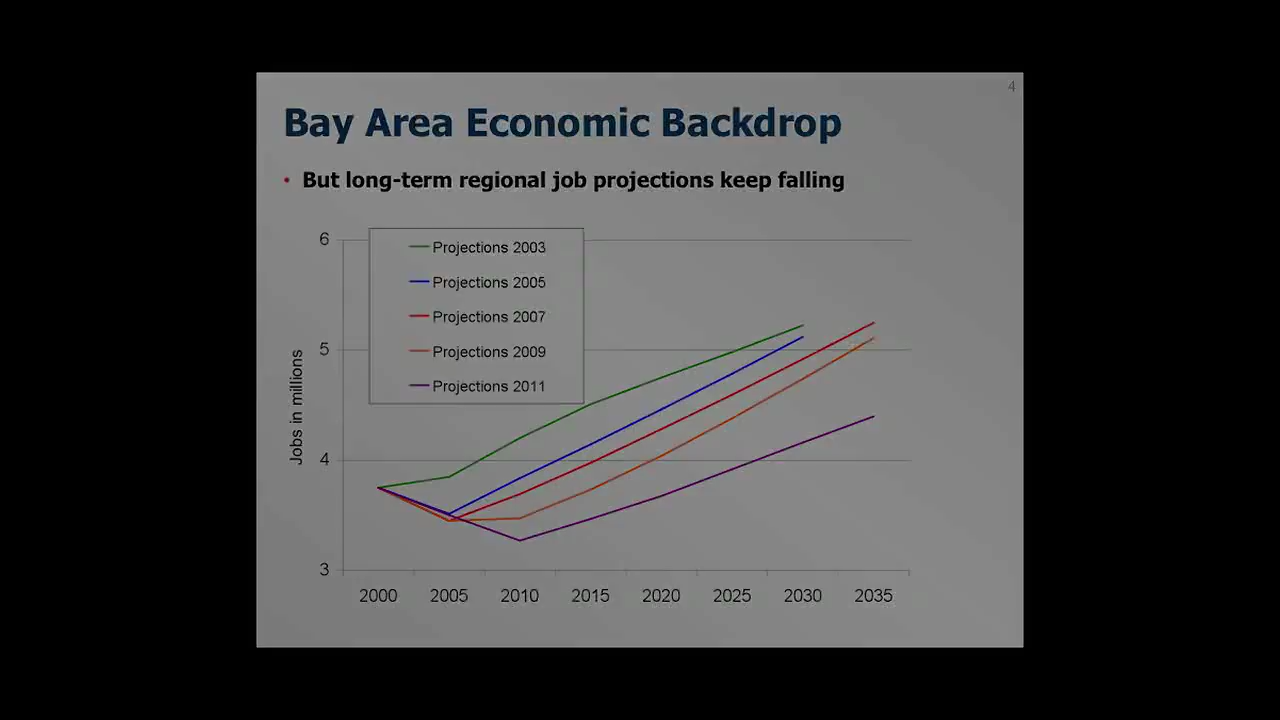 4
Bay Area Economic Backdrop
• But long-term regional job projections keep falling
6
5
4
3
Jobs in millions
Projections 2003
Projections 2005
Projections 2007
Projections 2009
Projections 2011
2000 2005 2010 2015 2020 2025 2030 2035